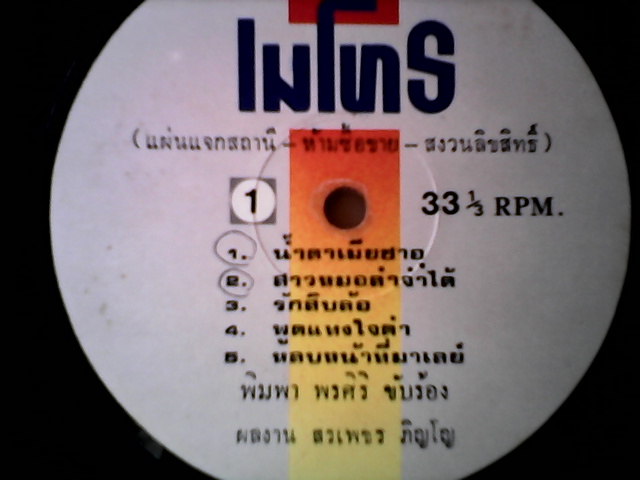 ไมโทร
(แผ่นแจกสถานี – ห้ามซื้อขาย – สงวนลิขสิทธิ์)
1 33 ⅓ RPM.
1. น้ำตาเมียซาอุ
2. สาวหมอลำจำได้
3. รักสิบล้อ
4. พูดแทงใจดำ
5. หลบหน้าที่มาเลย์
พิมพา พรศิริ ขับร้อง
ผลงาน สรเพชร ภิญโญ